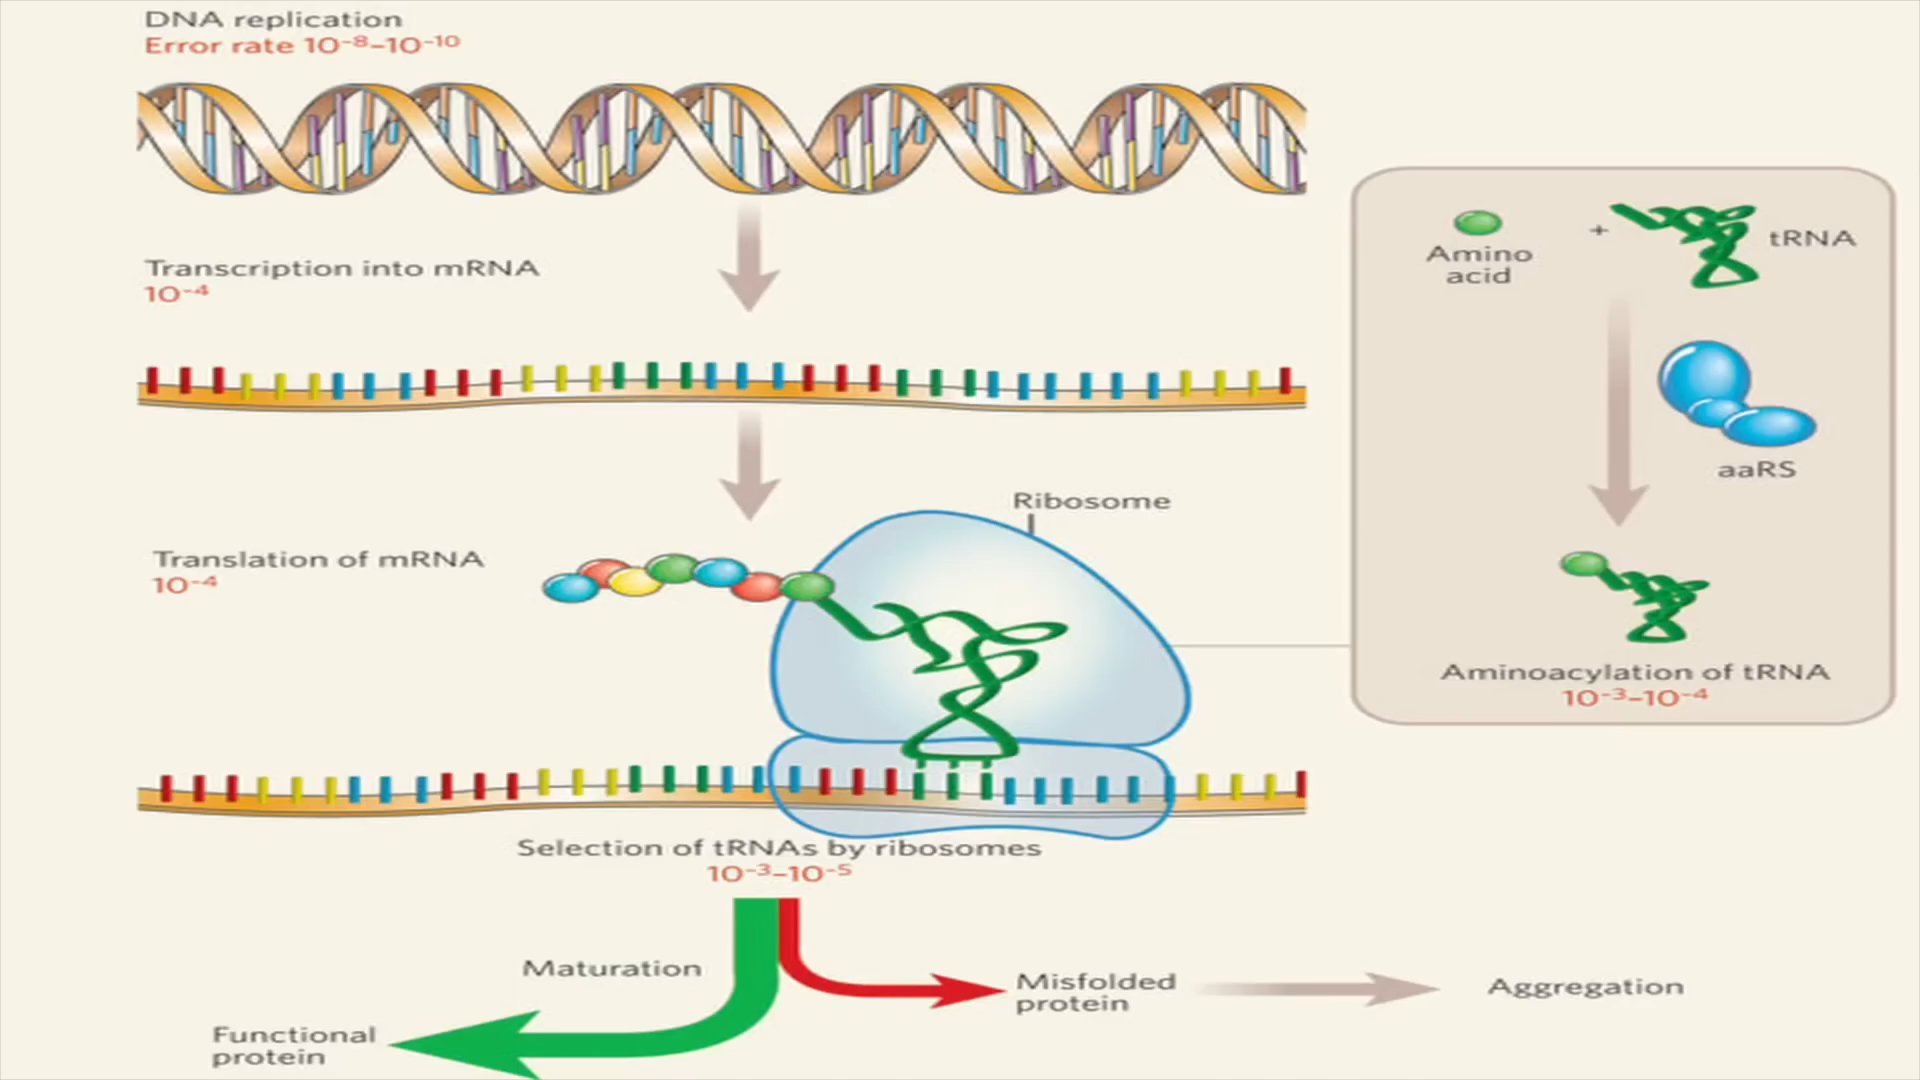 DNA replication
Error rate 10⁻⁸–10⁻¹⁰
Transcription into mRNA
10⁻⁴
Amino
acid
+
tRNA
aaRS
Ribosome
Translation of mRNA
10⁻⁴
Aminoacylation of tRNA
10⁻³–10⁻⁴
Selection of tRNAs by ribosomes
10⁻³–10⁻⁵
Maturation
Misfolded
protein
Aggregation
Functional
protein